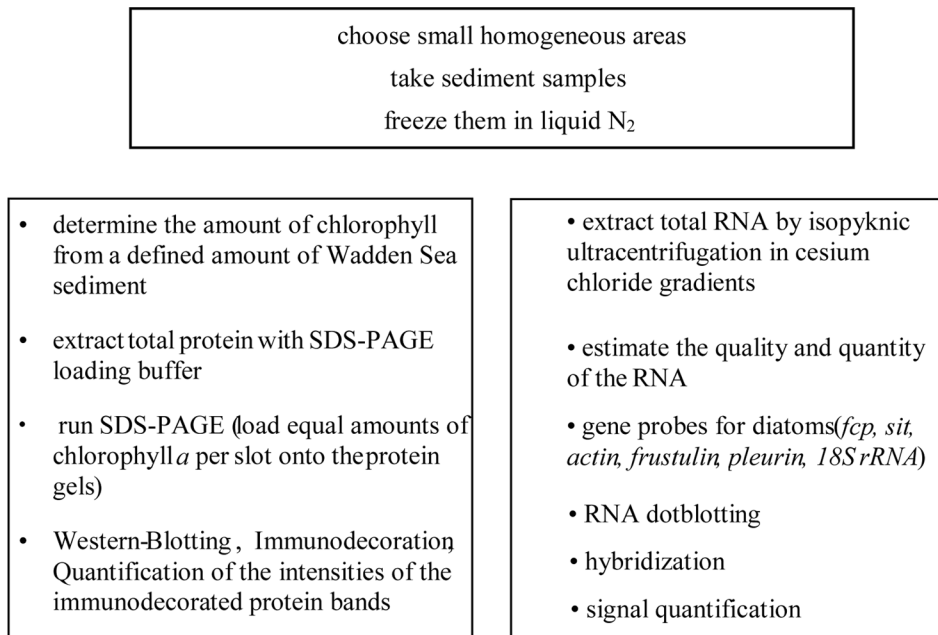 choose small homogeneous areas
take sediment samples
freeze them in liquid N₂
• determine the amount of chlorophyll
from a defined amount of Wadden Sea
sediment
• extract total protein with SDS-PAGE
loading buffer
• run SDS-PAGE (load equal amounts of
chlorophyll a per slot onto the protein
gels)
• Western-Blotting, Immunodecoration,
Quantification of the intensities of the
immunodecorated protein bands
• extract total RNA by isopyknic
ultracentrifugation in cesium
chloride gradients
• estimate the quality and quantity
of the RNA
• gene probes for diatoms(fcp, sit,
actin, frustulin, pleurin, 18S rRNA)
• RNA dotblotting
• hybridization
• signal quantification